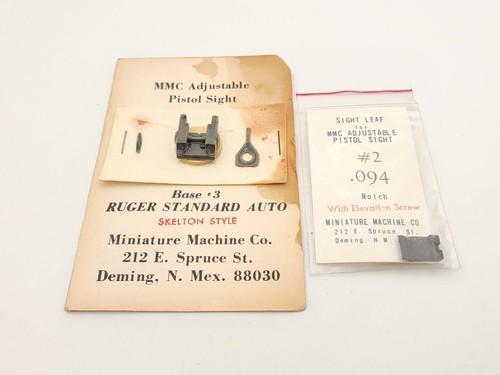 MMC Adjustable
Pistol Sight
Base #3
RUGER STANDARD AUTO
SKELTON STYLE
Miniature Machine Co.
212 E. Spruce St.
Deming, N. Mex. 88030
SIGHT LEAF
for
MMC ADJUSTABLE
PISTOL SIGHT
#2
.094
Notch
With Elevation Screw
MINIATURE MACHINE CO.
212 E. Spruce St.
Deming, N.M